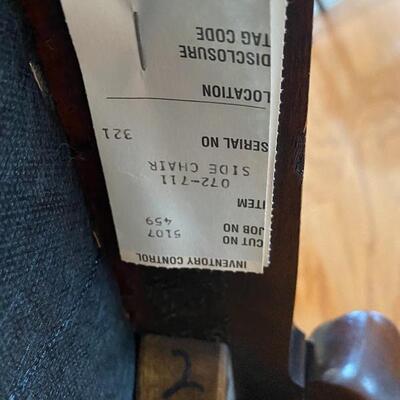 INVENTORY CONTROL
CUT NO 5107
JOB NO 459
ITEM
072-711
SIDE CHAIR
SERIAL NO 321
LOCATION
DISCLOSURE
TAG CODE
2